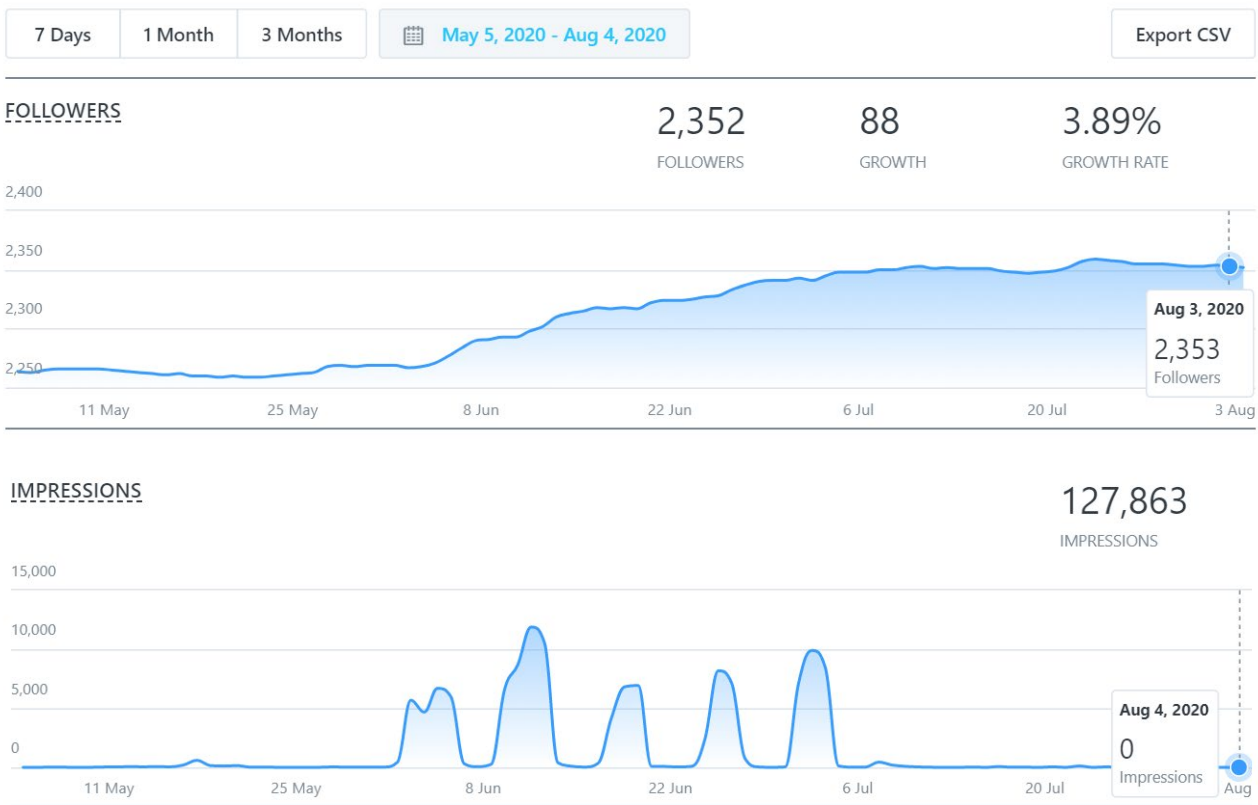 7 Days 1 Month 3 Months May 5, 2020 - Aug 4, 2020 Export CSV
FOLLOWERS
2,352 88 3.89%
FOLLOWERS GROWTH GROWTH RATE
2,400
2,350
2,300
Aug 3, 2020
2,353
Followers
2,250
11 May 25 May 8 Jun 22 Jun 6 Jul 20 Jul 3 Aug
IMPRESSIONS
127,863
IMPRESSIONS
15,000
10,000
5,000
Aug 4, 2020
0
0
Impressions
11 May 25 May 8 Jun 22 Jun 6 Jul 20 Jul Aug